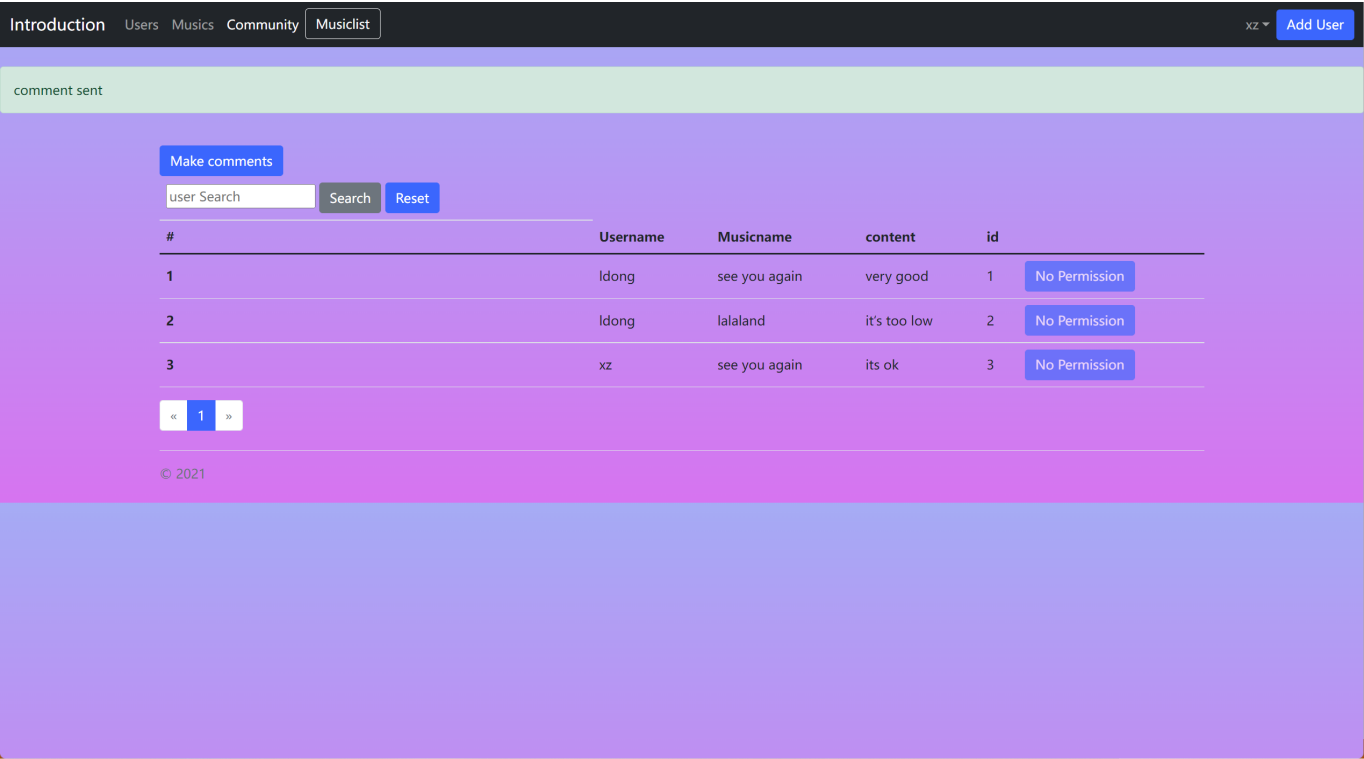 Introduction Users Musics Community Musiclist xz Add User
comment sent
Make comments
user Search Search Reset
# Username Musicname content id
1 ldong see you again very good 1 No Permission
2 ldong lalaland it's too low 2 No Permission
3 xz see you again its ok 3 No Permission
« 1 »
© 2021